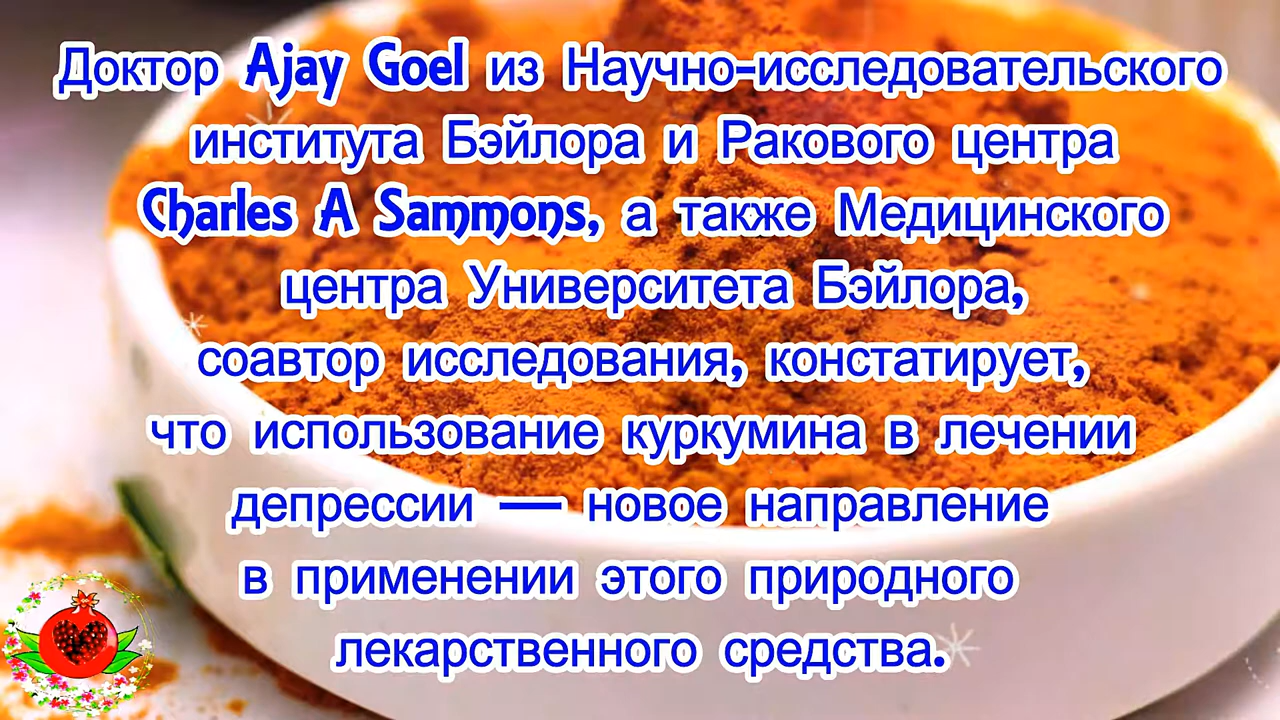 Доктор Ajay Goel из Научно-исследовательского
института Бэйлора и Ракового центра
Charles A Sammons, а также Медицинского
центра Университета Бэйлора,
соавтор исследования, констатирует,
что использование куркумина в лечении
депрессии — новое направление
в применении этого природного
лекарственного средства.